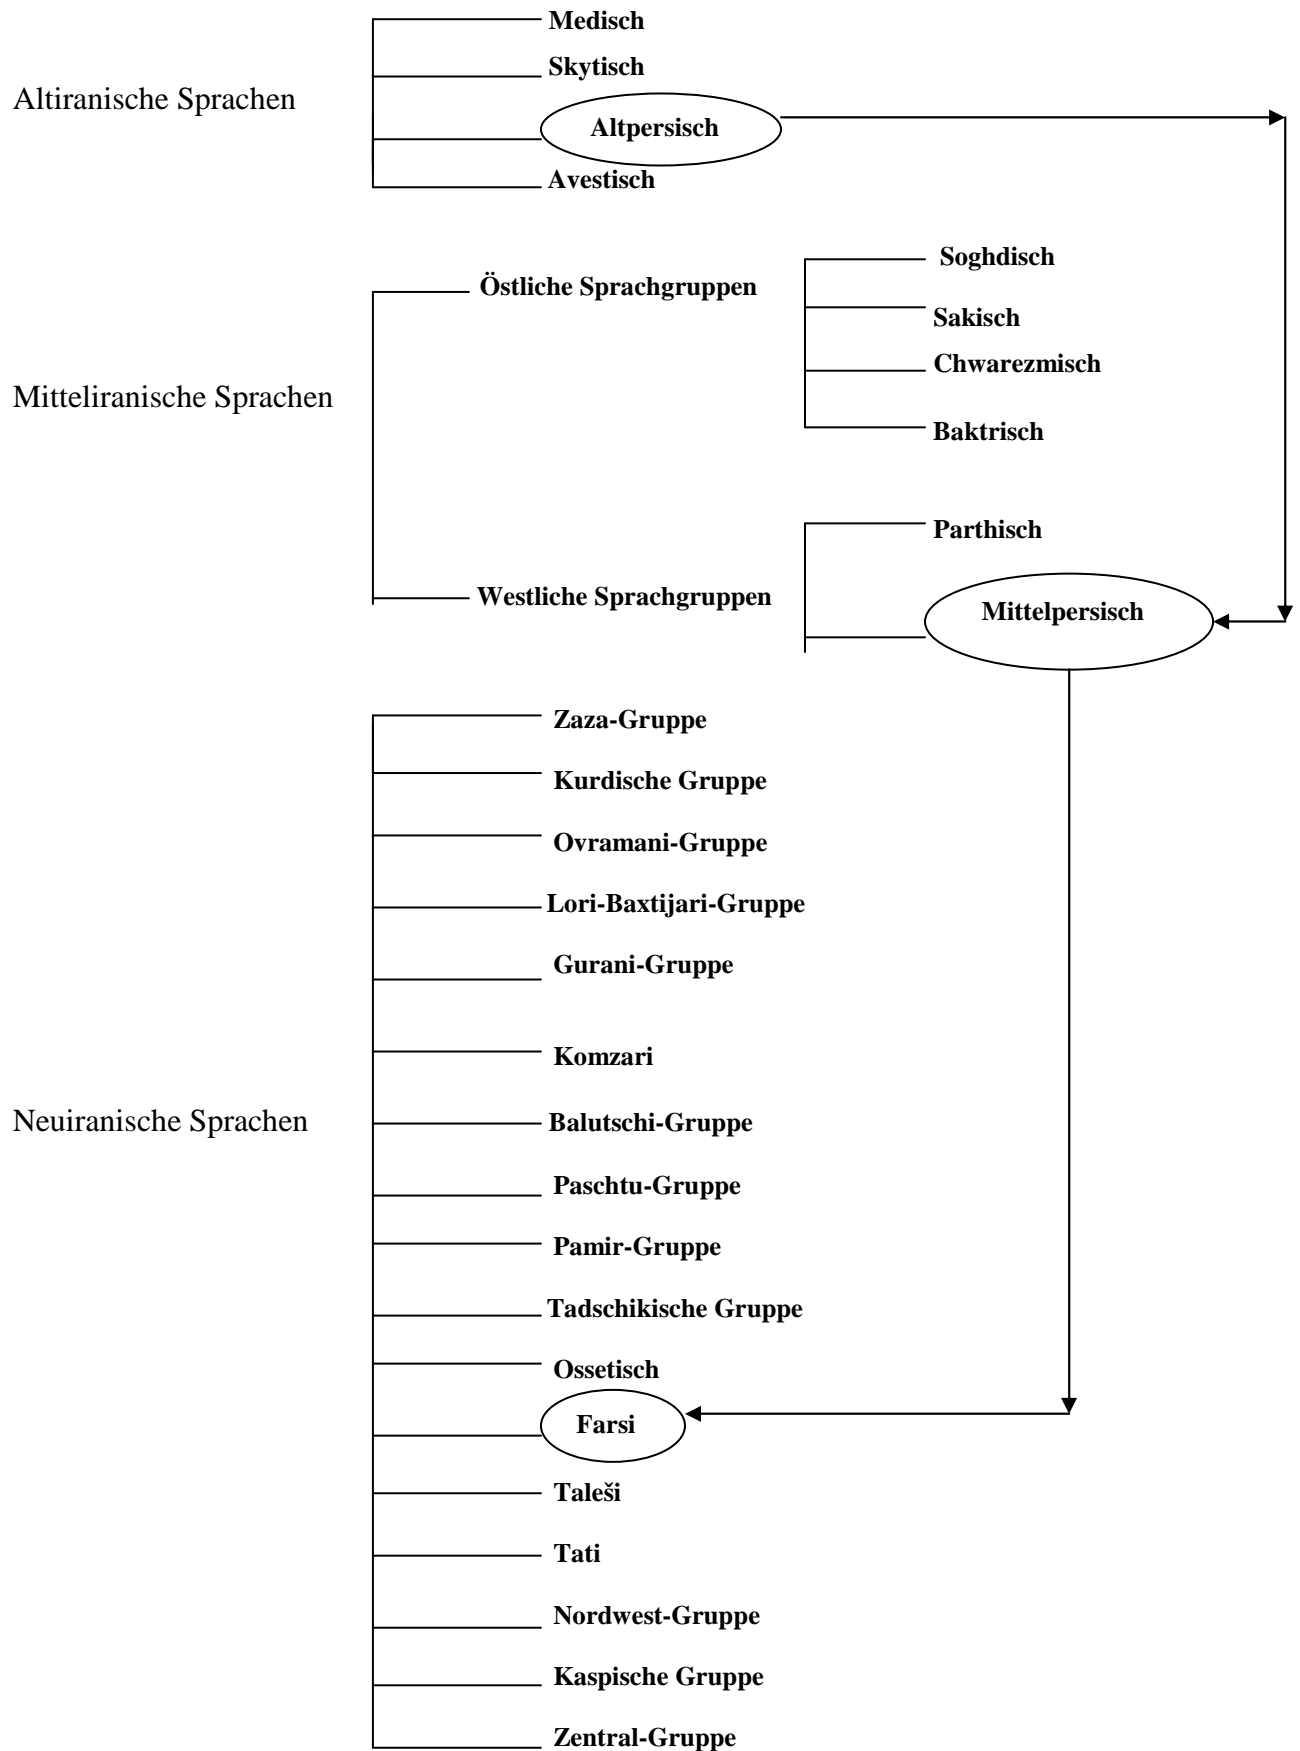 Altiranische Sprachen
Medisch
Skytisch
Altpersisch
Avestisch
Mitteliranische Sprachen
Östliche Sprachgruppen
Soghdisch
Sakisch
Chwarezmisch
Baktrisch
Westliche Sprachgruppen
Parthisch
Mittelpersisch
Neuiranische Sprachen
Zaza-Gruppe
Kurdische Gruppe
Ovramani-Gruppe
Lori-Baxtijari-Gruppe
Gurani-Gruppe
Komzari
Balutschi-Gruppe
Paschtu-Gruppe
Pamir-Gruppe
Tadschikische Gruppe
Ossetisch
Farsi
Taleši
Tati
Nordwest-Gruppe
Kaspische Gruppe
Zentral-Gruppe